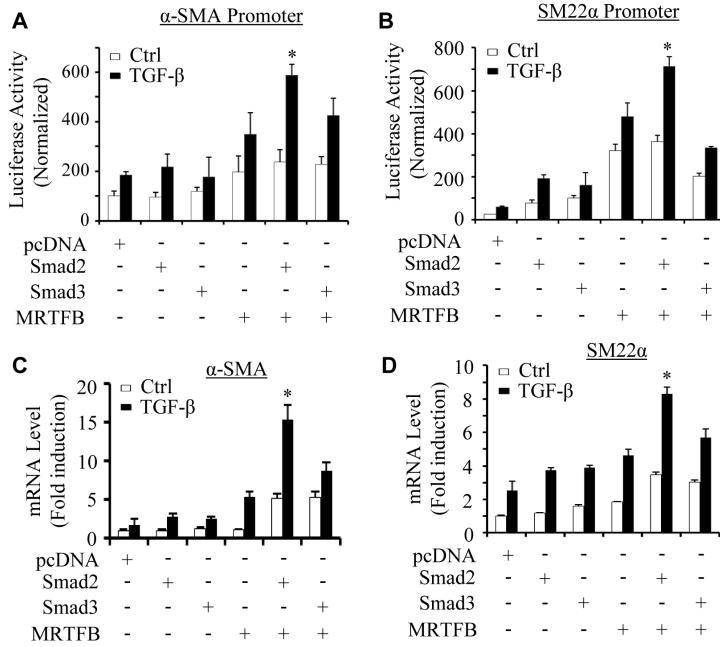 A
α-SMA Promoter
Ctrl
TGF-β
*
Luciferase Activity
(Normalized)
600
400
200
0
pcDNA + - - - - -
Smad2 - + - - + -
Smad3 - - + - - +
MRTFB - - - + + +
B
SM22α Promoter
Ctrl
TGF-β
*
Luciferase Activity
(Normalized)
800
600
400
200
0
pcDNA + - - - - -
Smad2 - + - - + -
Smad3 - - + - - +
MRTFB - - - + + +
C
α-SMA
Ctrl
TGF-β
*
mRNA Level
(Fold induction)
20
15
10
5
0
pcDNA + - - - - -
Smad2 - + - - + -
Smad3 - - + - - +
MRTFB - - - + + +
D
SM22α
Ctrl
TGF-β
*
mRNA Level
(Fold induction)
10
8
6
4
2
0
pcDNA + - - - - -
Smad2 - + - - + -
Smad3 - - + - - +
MRTFB - - - + + +